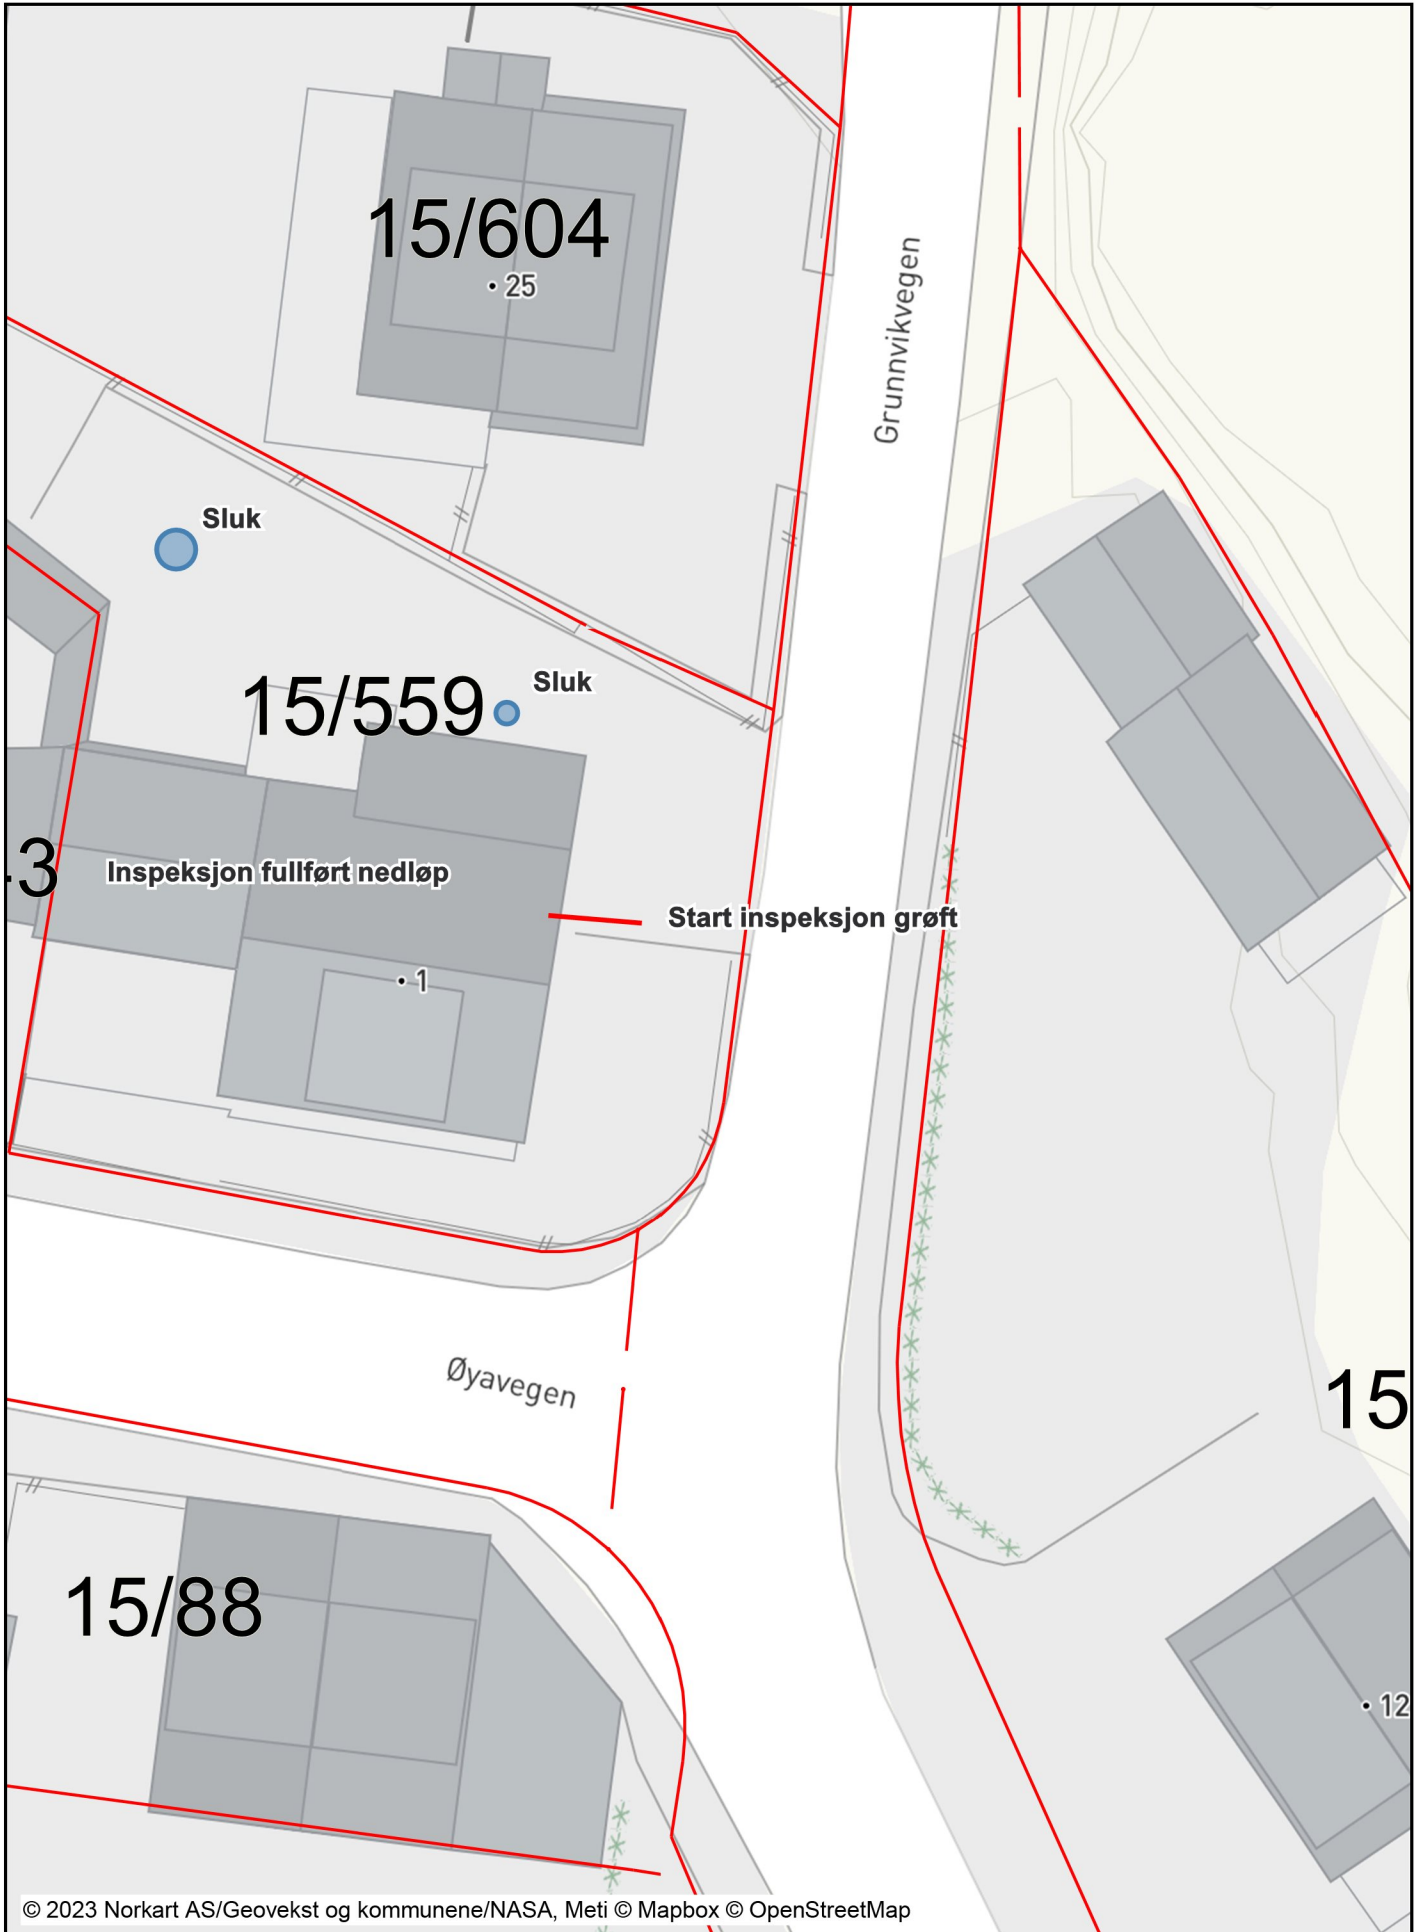 15/604
25
Grunnvikvegen
Sluk
Sluk
15/559
3
Inspeksjon fullført nedløp
Start inspeksjon grøft
1
Øyavegen
15
15/88
12
© 2023 Norkart AS/Geovekst og kommunene/NASA, Meti © Mapbox © OpenStreetMap